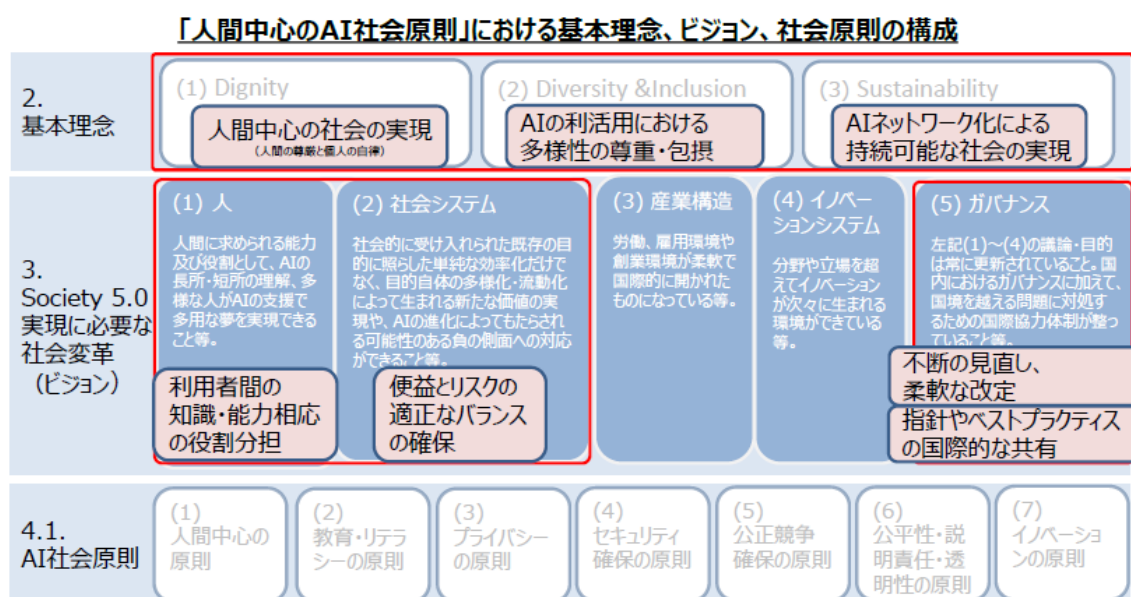 「人間中心のAI社会原則」における基本理念、ビジョン、社会原則の構成
2.
基本理念
(1) Dignity
人間中心の社会の実現
(人間の尊厳と個人の自律)
(2) Diversity &Inclusion
AIの利活用における
多様性の尊重・包摂
(3) Sustainability
AIネットワーク化による
持続可能な社会の実現
3.
Society 5.0
実現に必要な
社会変革
(ビジョン)
(1) 人
人間に求められる能力
及び役割として、AIの
長所・短所の理解、多
様な人がAIの支援で
多用な夢を実現できる
こと等。
利用者間の
知識・能力相応
の役割分担
(2) 社会システム
社会的に受け入れられた既存の目
的に照らした単純な効率化だけで
なく、目的自体の多様化・流動化
によって生まれる新たな価値の実
現や、AIの進化によってもたらされ
る可能性のある負の側面への対応
ができること等。
便益とリスクの
適正なバランス
の確保
(3) 産業構造
労働、雇用環境や
創業環境が柔軟で
国際的に開かれた
ものになっている等。
(4) イノベー
ションシステム
分野や立場を超
えてイノベーション
が次々に生まれる
環境ができている
等。
(5) ガバナンス
左記(1)~(4)の議論・目的
は常に更新されていること。国
内におけるガバナンスに加えて、
国境を越える問題に対処す
るための国際協力体制が整っ
ていること等。
不断の見直し、
柔軟な改定
指針やベストプラクティス
の国際的な共有
4.1.
AI社会原則
(1)
人間中心の
原則
(2)
教育・リテラ
シーの原則
(3)
プライバシー
の原則
(4)
セキュリティ
確保の原則
(5)
公正競争
確保の原則
(6)
公平性・説
明責任・透
明性の原則
(7)
イノベーショ
ンの原則